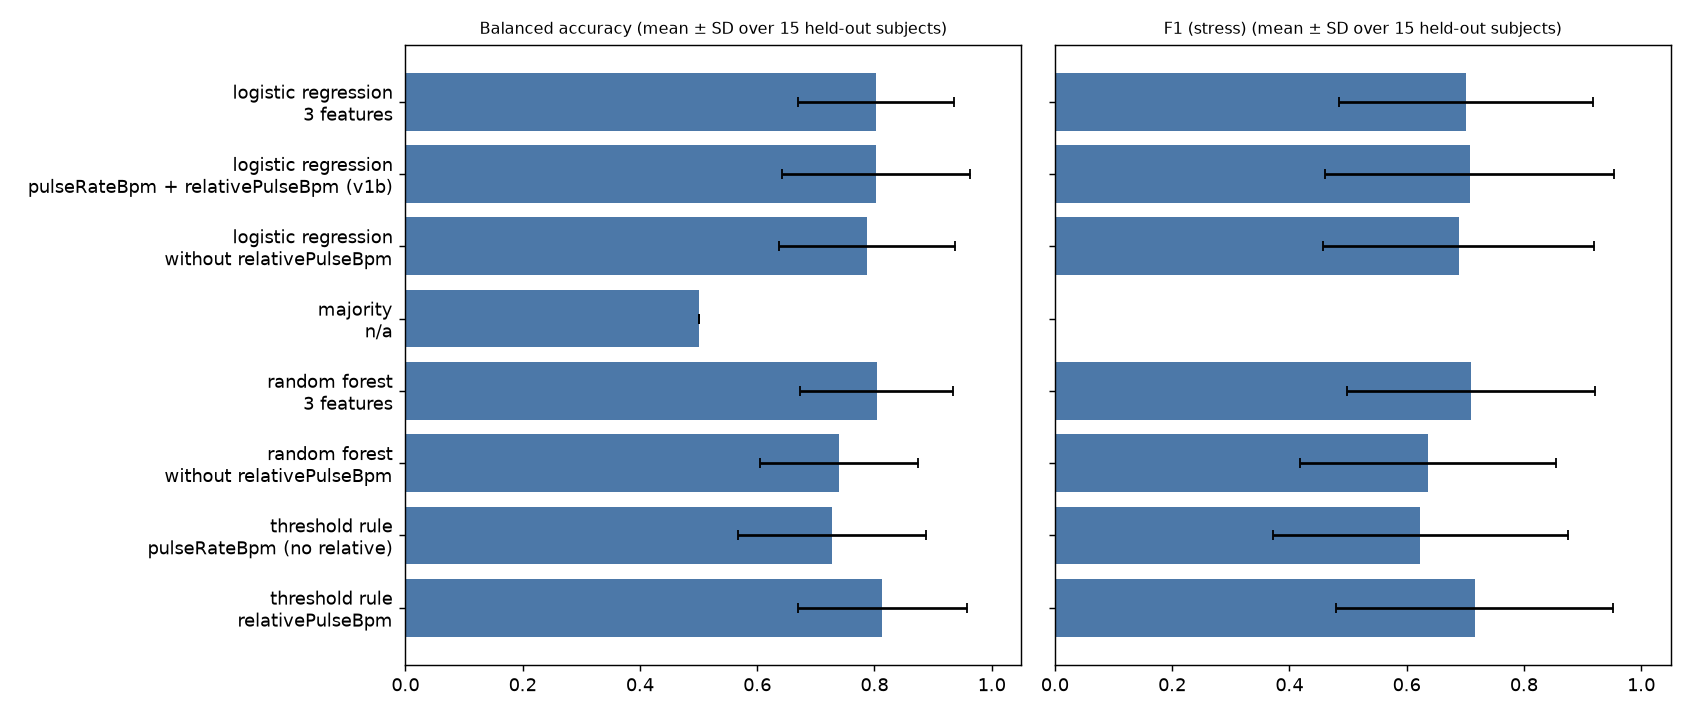 Balanced accuracy (mean ± SD over 15 held-out subjects)
F1 (stress) (mean ± SD over 15 held-out subjects)
logistic regression
3 features
logistic regression
pulseRateBpm + relativePulseBpm (v1b)
logistic regression
without relativePulseBpm
majority
n/a
random forest
3 features
random forest
without relativePulseBpm
threshold rule
pulseRateBpm (no relative)
threshold rule
relativePulseBpm
0.0 0.2 0.4 0.6 0.8 1.0
0.0 0.2 0.4 0.6 0.8 1.0